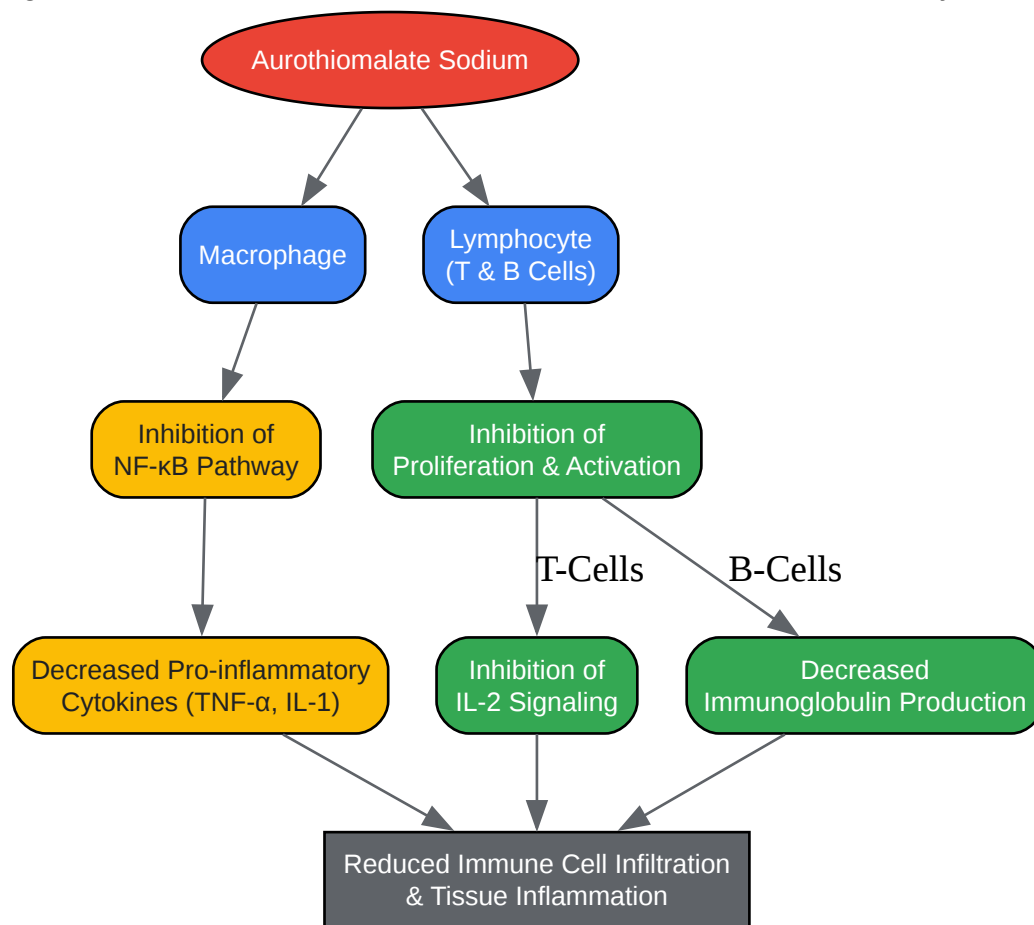 Aurothiomalate Sodium
Macrophage
Lymphocyte
(T & B Cells)
Inhibition of
NF-κB Pathway
Inhibition of
Proliferation & Activation
T-Cells
B-Cells
Decreased Pro-inflammatory
Cytokines (TNF-α, IL-1)
Inhibition of
IL-2 Signaling
Decreased
Immunoglobulin Production
Reduced Immune Cell Infiltration
& Tissue Inflammation